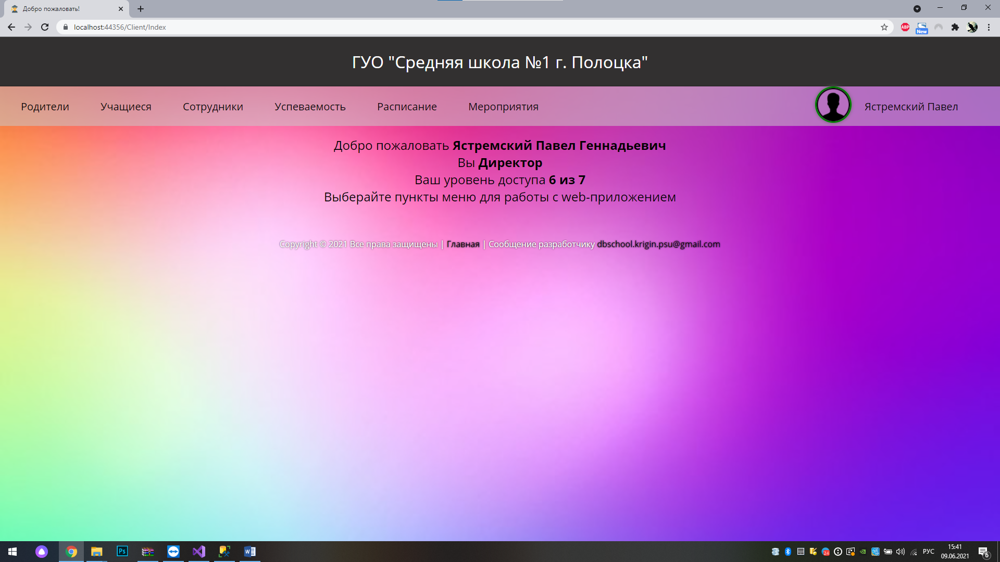 Добро пожаловать!
localhost:44356/Client/Index
ABP
New
ГУО "Средняя школа №1 г. Полоцка"
Родители Учащиеся Сотрудники Успеваемость Расписание Мероприятия Ястремский Павел
Добро пожаловать Ястремский Павел Геннадьевич
Вы Директор
Ваш уровень доступа 6 из 7
Выберайте пункты меню для работы с web-приложением
Copyright © 2021 Все права защищены | Главная | Сообщение разработчику dbschool.krigin.psu@gmail.com
Ps
W
24
РУС
15:41
09.06.2021
6